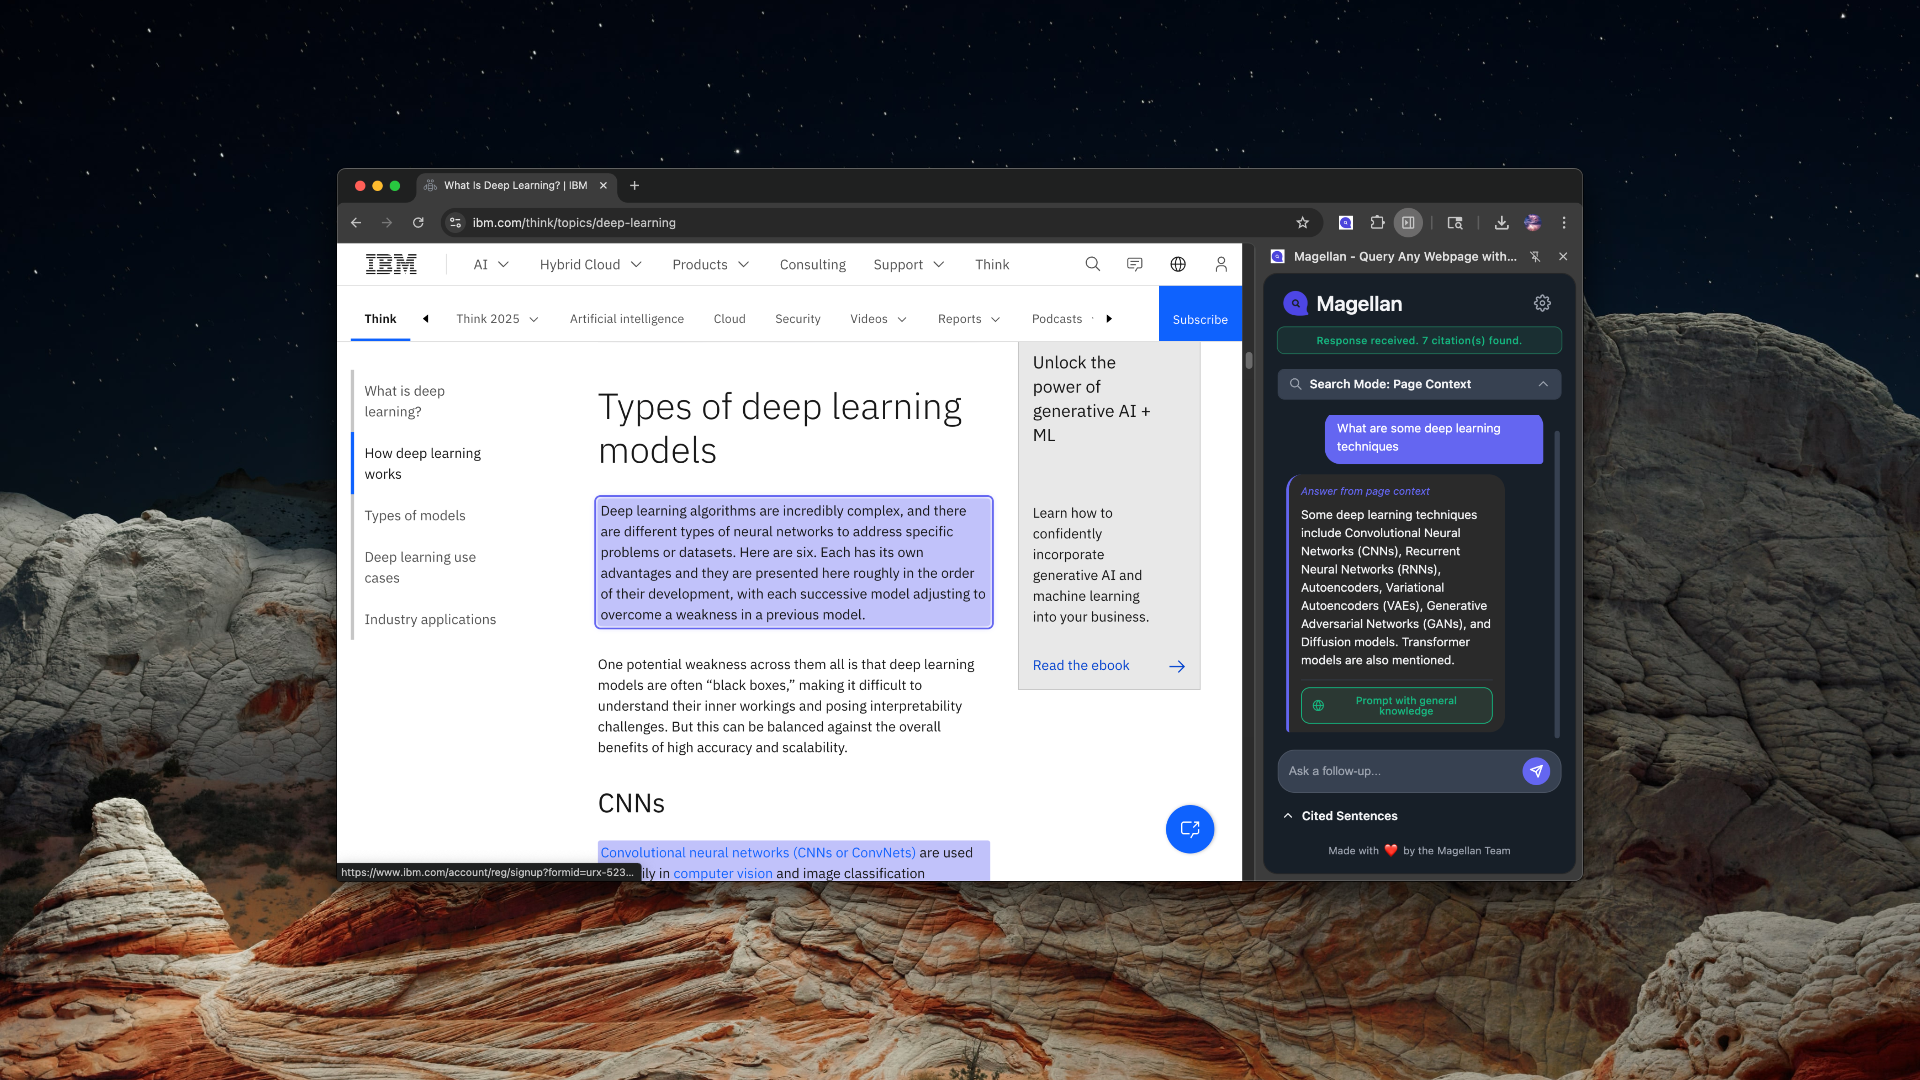 What Is Deep Learning? | IBM
ibm.com/think/topics/deep-learning
IBM
AI
Hybrid Cloud
Products
Consulting
Support
Think
Think
Think 2025
Artificial intelligence
Cloud
Security
Videos
Reports
Podcasts
Subscribe
What is deep
learning?
How deep learning
works
Types of models
Deep learning use
cases
Industry applications
Types of deep learning
models
Deep learning algorithms are incredibly complex, and there
are different types of neural networks to address specific
problems or datasets. Here are six. Each has its own
advantages and they are presented here roughly in the order
of their development, with each successive model adjusting to
overcome a weakness in a previous model.
One potential weakness across them all is that deep learning
models are often “black boxes,” making it difficult to
understand their inner workings and posing interpretability
challenges. But this can be balanced against the overall
benefits of high accuracy and scalability.
CNNs
Convolutional neural networks (CNNs or ConvNets) are used
ily in computer vision and image classification
https://www.ibm.com/account/reg/signup?formid=urx-523...
Unlock the
power of
generative AI +
ML
Learn how to
confidently
incorporate
generative AI and
machine learning
into your business.
Read the ebook
Magellan - Query Any Webpage with...
Magellan
Response received. 7 citation(s) found.
Search Mode: Page Context
What are some deep learning
techniques
Answer from page context
Some deep learning techniques
include Convolutional Neural
Networks (CNNs), Recurrent
Neural Networks (RNNs),
Autoencoders, Variational
Autoencoders (VAEs), Generative
Adversarial Networks (GANs), and
Diffusion models. Transformer
models are also mentioned.
Prompt with general
knowledge
Ask a follow-up...
Cited Sentences
Made with ❤️ by the Magellan Team